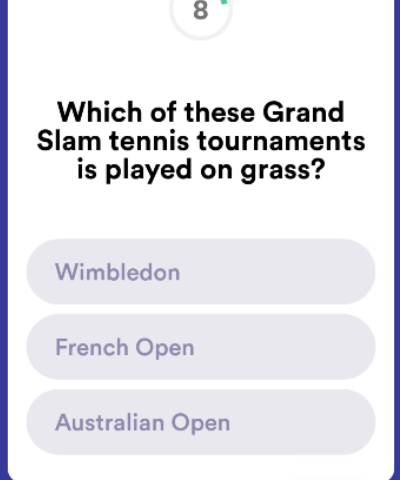 8
Which of these Grand
Slam tennis tournaments
is played on grass?
Wimbledon
French Open
Australian Open